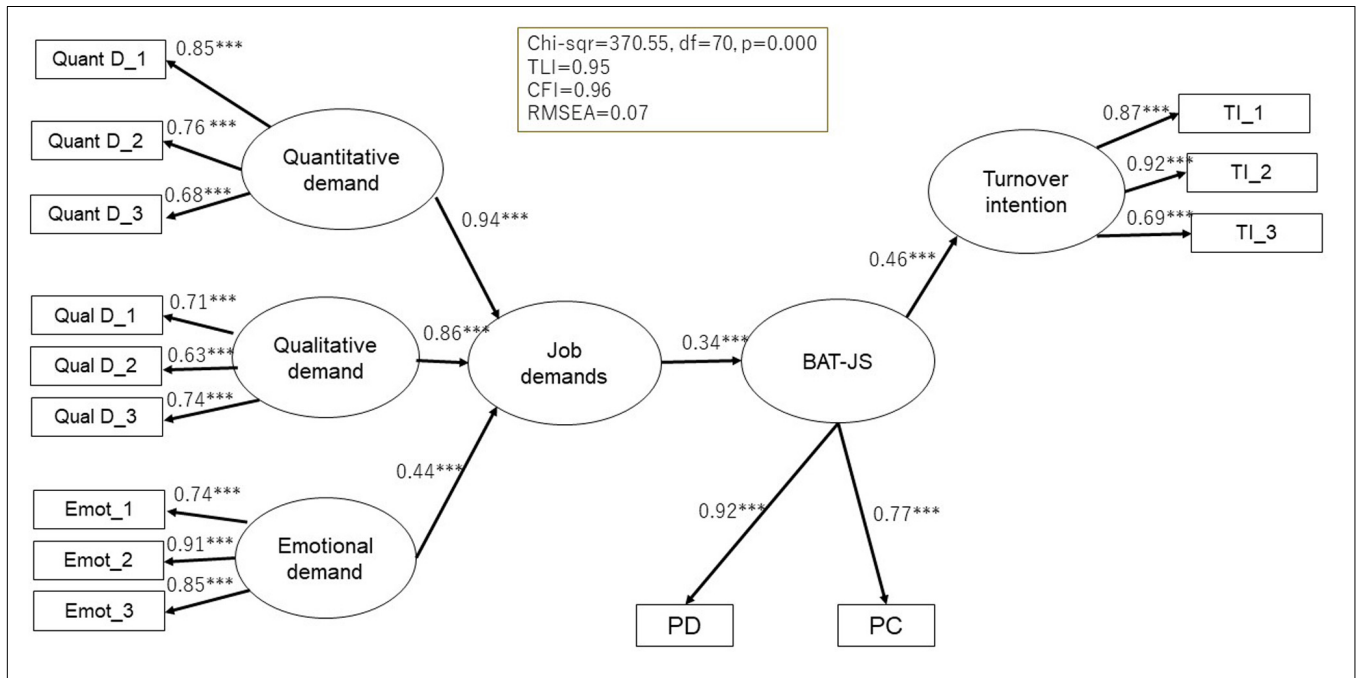 Chi-sqr=370.55, df=70, p=0.000
TLI=0.95
CFI=0.96
RMSEA=0.07
Quant D_1
0.85***
Quant D_2
0.76 ***
Quant D_3
0.68***
Quantitative
demand
0.94***
Qual D_1
0.71***
Qual D_2
0.63***
Qual D_3
0.74***
Qualitative
demand
0.86***
Emot_1
0.74***
Emot_2
0.91***
Emot_3
0.85***
Emotional
demand
0.44***
Job
demands
0.34***
BAT-JS
0.92***
PD
0.77***
PC
0.46***
Turnover
intention
0.87***
TI_1
0.92***
TI_2
0.69***
TI_3